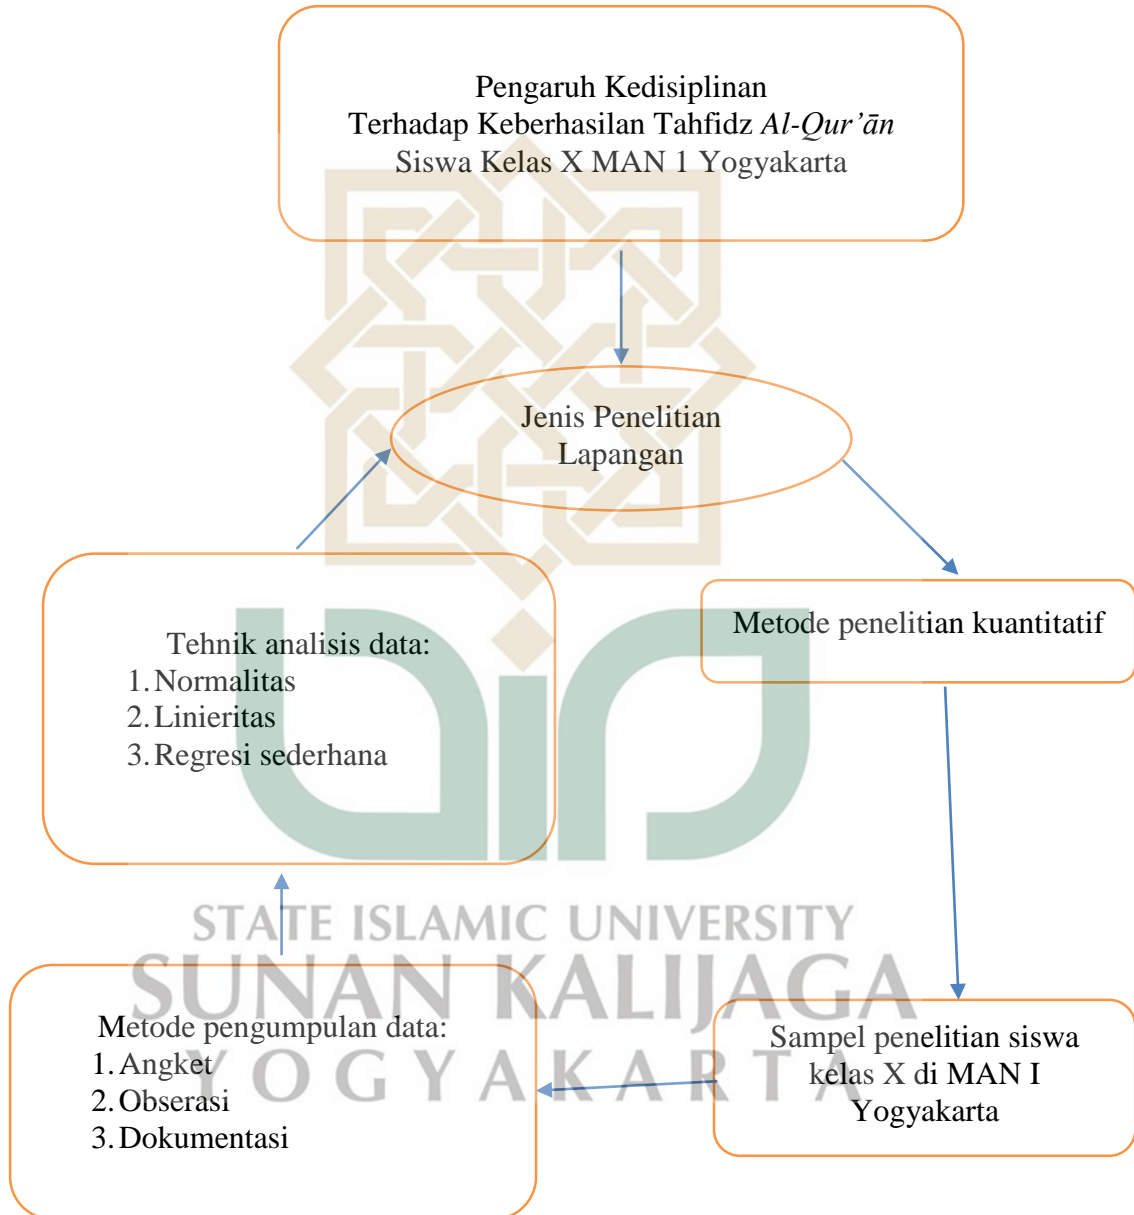 Pengaruh Kedisiplinan
Terhadap Keberhasilan Tahfidz Al-Qur’ān
Siswa Kelas X MAN 1 Yogyakarta
Jenis Penelitian
Lapangan
Metode penelitian kuantitatif
Sampel penelitian siswa
kelas X di MAN I
Yogyakarta
Metode pengumpulan data:
1. Angket
2. Obserasi
3. Dokumentasi
Tehnik analisis data:
1. Normalitas
2. Linieritas
3. Regresi sederhana
STATE ISLAMIC UNIVERSITY
SUNAN KALIJAGA
YOGYAKARTA